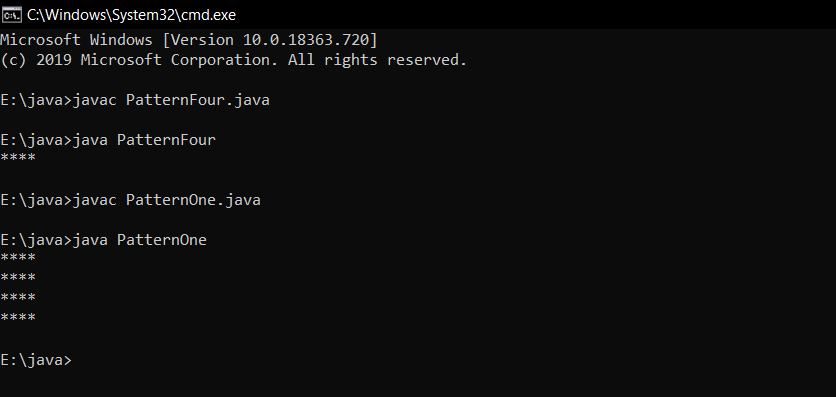 C:\Windows\System32\cmd.exe
Microsoft Windows [Version 10.0.18363.720]
(c) 2019 Microsoft Corporation. All rights reserved.
E:\java>javac PatternFour.java
E:\java>java PatternFour
****
E:\java>javac PatternOne.java
E:\java>java PatternOne
****
****
****
****
E:\java>